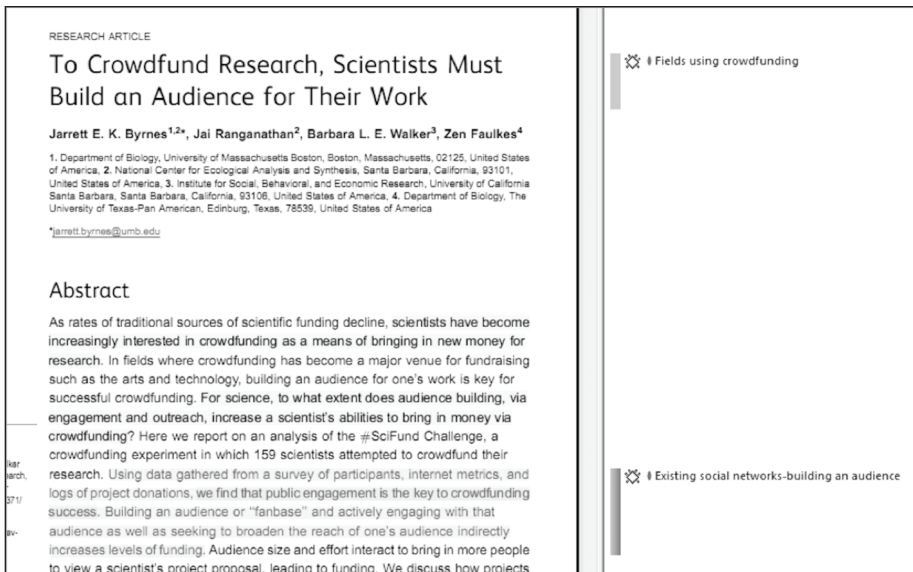 RESEARCH ARTICLE
To Crowdfund Research, Scientists Must
Build an Audience for Their Work
Jarrett E. K. Byrnes1,2*, Jai Ranganathan2, Barbara L. E. Walker3, Zen Faulkes4
1. Department of Biology, University of Massachusetts Boston, Boston, Massachusetts, 02125, United States
of America, 2. National Center for Ecological Analysis and Synthesis, Santa Barbara, California, 93101,
United States of America, 3. Institute for Social, Behavioral, and Economic Research, University of California
Santa Barbara, Santa Barbara, California, 93106, United States of America, 4. Department of Biology, The
University of Texas-Pan American, Edinburg, Texas, 78539, United States of America
*jarrett.byrnes@umb.edu
Abstract
As rates of traditional sources of scientific funding decline, scientists have become
increasingly interested in crowdfunding as a means of bringing in new money for
research. In fields where crowdfunding has become a major venue for fundraising
such as the arts and technology, building an audience for one's work is key for
successful crowdfunding. For science, to what extent does audience building, via
engagement and outreach, increase a scientist's abilities to bring in money via
crowdfunding? Here we report on an analysis of the #SciFund Challenge, a
crowdfunding experiment in which 159 scientists attempted to crowdfund their
research. Using data gathered from a survey of participants, internet metrics, and
logs of project donations, we find that public engagement is the key to crowdfunding
success. Building an audience or "fanbase" and actively engaging with that
audience as well as seeking to broaden the reach of one's audience indirectly
increases levels of funding. Audience size and effort interact to bring in more people
to view a scientist's project proposal, leading to funding. We discuss how projects
lkar
arch,
371/
av-
Fields using crowdfunding
Existing social networks-building an audience